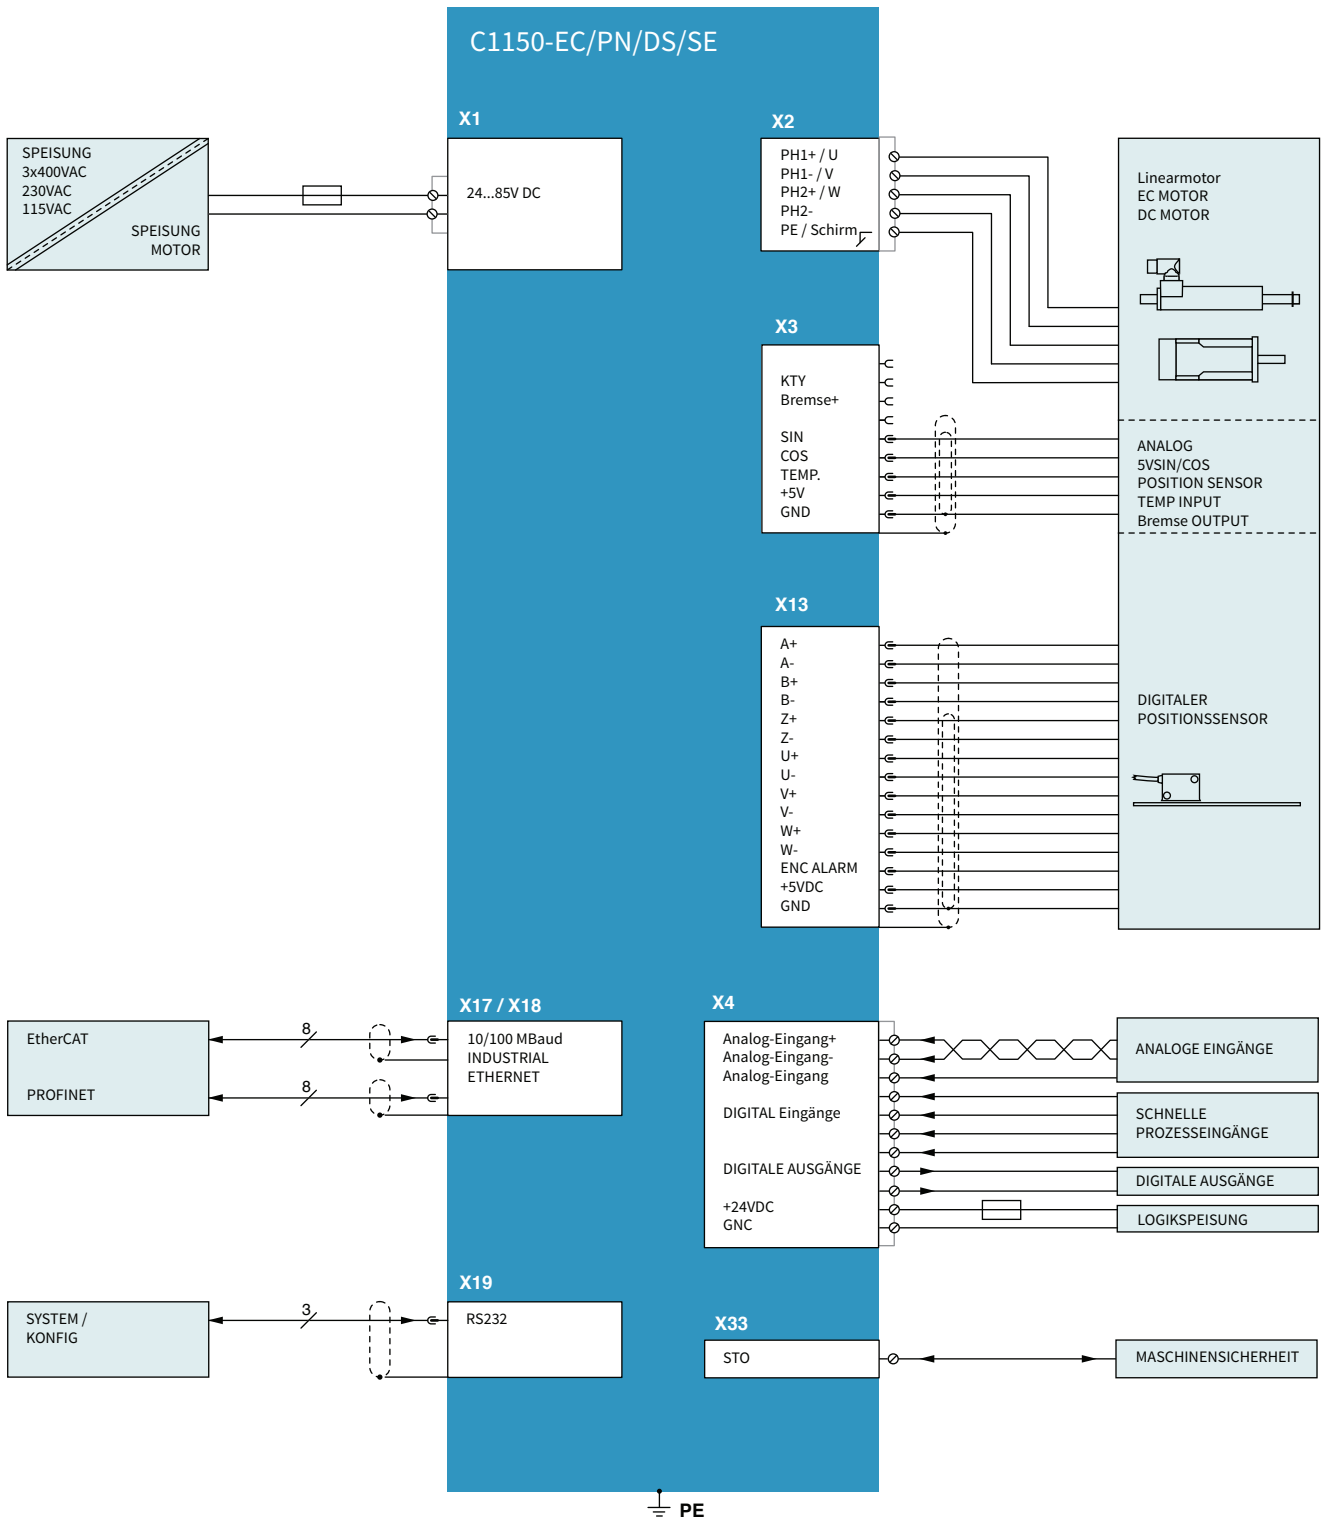 C1150-EC/PN/DS/SE
X1
SPEISUNG
3x400VAC
230VAC
115VAC
SPEISUNG
MOTOR
24...85V DC
X2
PH1+ / U
PH1- / V
PH2+ / W
PH2-
PE / Schirm
Linearmotor
EC MOTOR
DC MOTOR
X3
KTY
Bremse+
SIN
COS
TEMP.
+5V
GND
ANALOG
5VSIN/COS
POSITION SENSOR
TEMP INPUT
Bremse OUTPUT
X13
A+
A-
B+
B-
Z+
Z-
U+
U-
V+
V-
W+
W-
ENC ALARM
+5VDC
GND
DIGITALER
POSITIONSSENSOR
X17 / X18
EtherCAT
PROFINET
8
8
10/100 MBaud
INDUSTRIAL
ETHERNET
X4
Analog-Eingang+
Analog-Eingang-
Analog-Eingang
DIGITAL Eingänge
DIGITALE AUSGÄNGE
+24VDC
GNC
ANALOGE EINGÄNGE
SCHNELLE
PROZESSEINGÄNGE
DIGITALE AUSGÄNGE
LOGIKSPEISUNG
X19
SYSTEM /
KONFIG
3
RS232
X33
STO
MASCHINENSICHERHEIT
PE